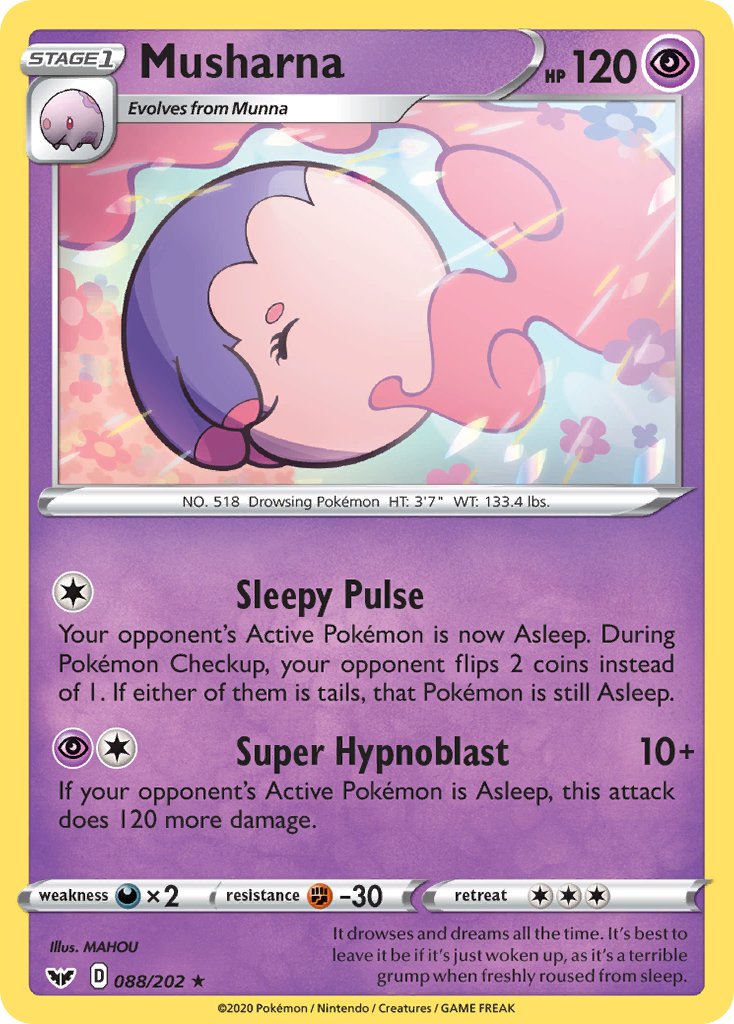 STAGE 1
Musharna
HP 120
Evolves from Munna
NO. 518 Drowsing Pokémon HT: 3'7" WT: 133.4 lbs.
Sleepy Pulse
Your opponent's Active Pokémon is now Asleep. During
Pokémon Checkup, your opponent flips 2 coins instead
of 1. If either of them is tails, that Pokémon is still Asleep.
Super Hypnoblast 10+
If your opponent's Active Pokémon is Asleep, this attack
does 120 more damage.
weakness ×2 resistance -30 retreat
Illus. MAHOU
It drowses and dreams all the time. It's best to
leave it be if it's just woken up, as it's a terrible
grump when freshly roused from sleep.
D 088/202 ★
©2020 Pokémon / Nintendo / Creatures / GAME FREAK